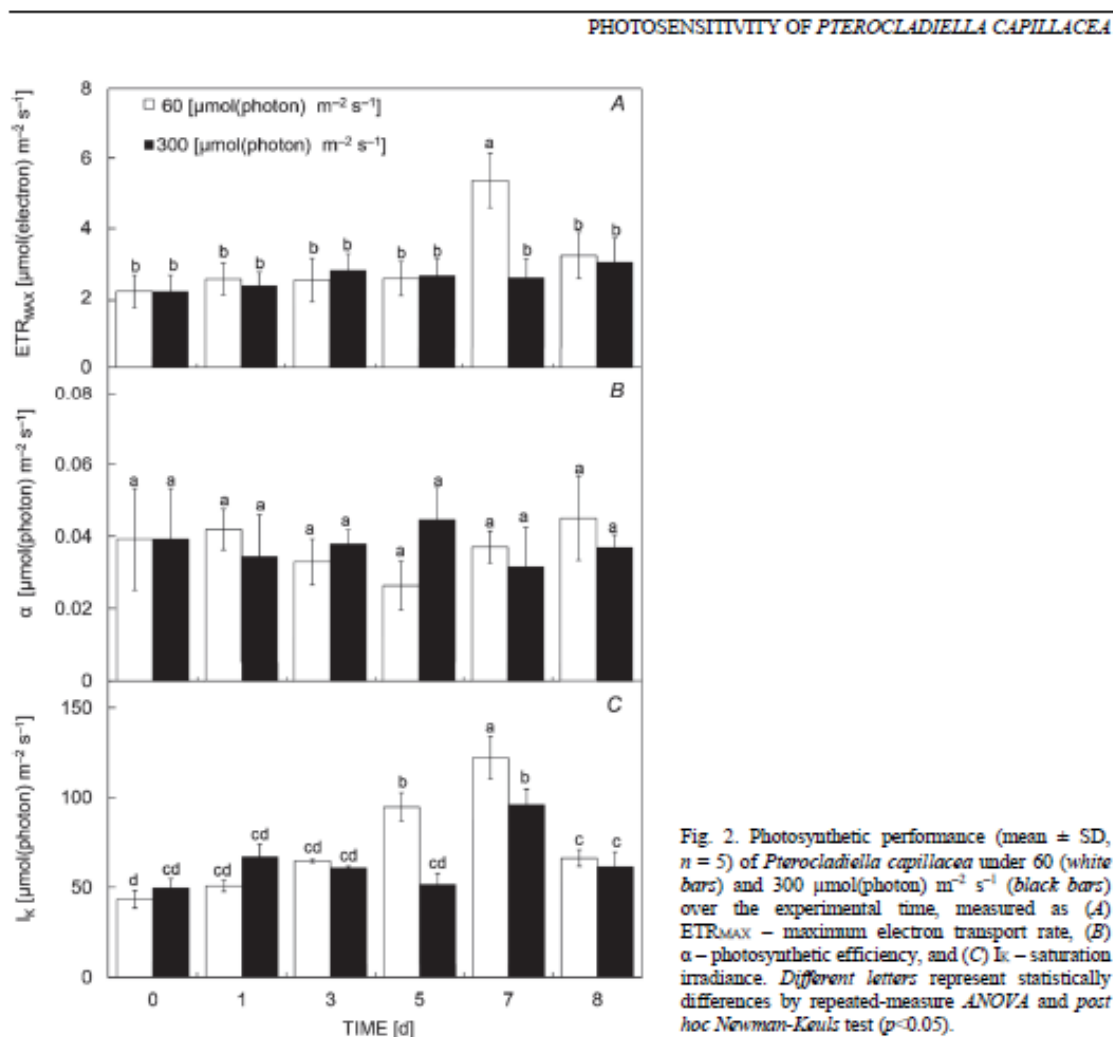 PHOTOSENSITIVITY OF PTEROCLADIELLA CAPILLACEA
A
□ 60 [µmol(photon) m⁻² s⁻¹]
■ 300 [µmol(photon) m⁻² s⁻¹]
ETRMAX [µmol(electron) m⁻² s⁻¹]
8
6
4
2
0
b b b b b b b b a b b b
B
α [µmol(photon) m⁻² s⁻¹]
0.08
0.06
0.04
0.02
0
a a a a a a a a a a a a
C
IK [µmol(photon) m⁻² s⁻¹]
150
100
50
0
d cd cd cd cd cd b cd a b c c
0 1 3 5 7 8
TIME [d]
Fig. 2. Photosynthetic performance (mean ± SD,
n = 5) of Pterocladiella capillacea under 60 (white
bars) and 300 µmol(photon) m⁻² s⁻¹ (black bars)
over the experimental time, measured as (A)
ETRMAX – maximum electron transport rate, (B)
α – photosynthetic efficiency, and (C) IK – saturation
irradiance. Different letters represent statistically
differences by repeated-measure ANOVA and post
hoc Newman-Keuls test (p<0.05).